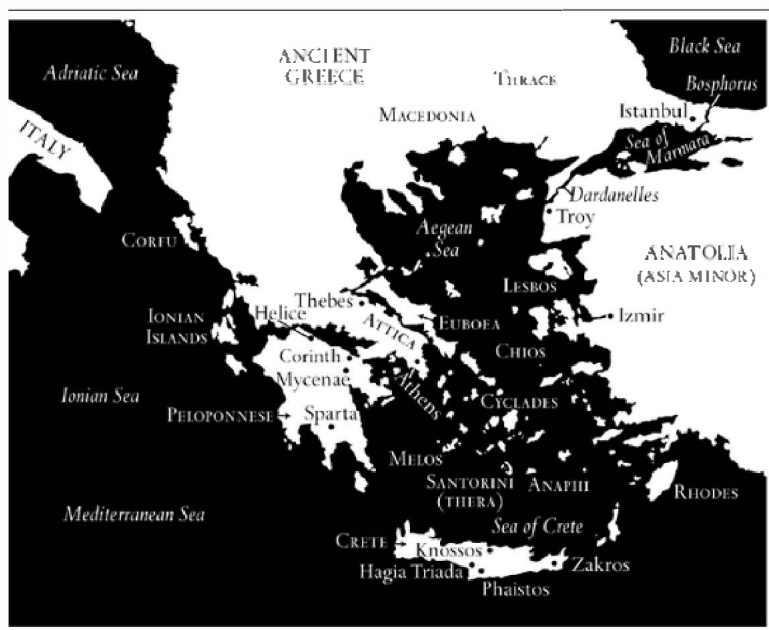 Black Sea
Adriatic Sea
ANCIENT
GREECE
THRACE
Bosphorus
MACEDONIA
Istanbul
ITALY
Sea of
Marmara
Dardanelles
Troy
CORFU
Aegean
Sea
ANATOLIA
(ASIA MINOR)
LESBOS
Thebes
IONIAN
ISLANDS
Helice
ATTICA
EUBOEA
Izmir
CHIOS
Corinth
Mycenae
Athens
Ionian Sea
CYCLADES
PELOPONNESE
Sparta
MELOS
SANTORINI
(THERA)
ANAPHI
RHODES
Mediterranean Sea
Sea of Crete
CRETE
Knossos
Hagia Triada
Zakros
Phaistos